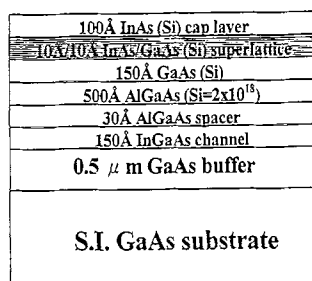 100Å InAs (Si) cap layer
10Å/10Å InAs/GaAs (Si) superlattice
150Å GaAs (Si)
500Å AlGaAs (Si=2x10¹⁸)
30Å AlGaAs spacer
150Å InGaAs channel
0.5 μm GaAs buffer
S.I. GaAs substrate